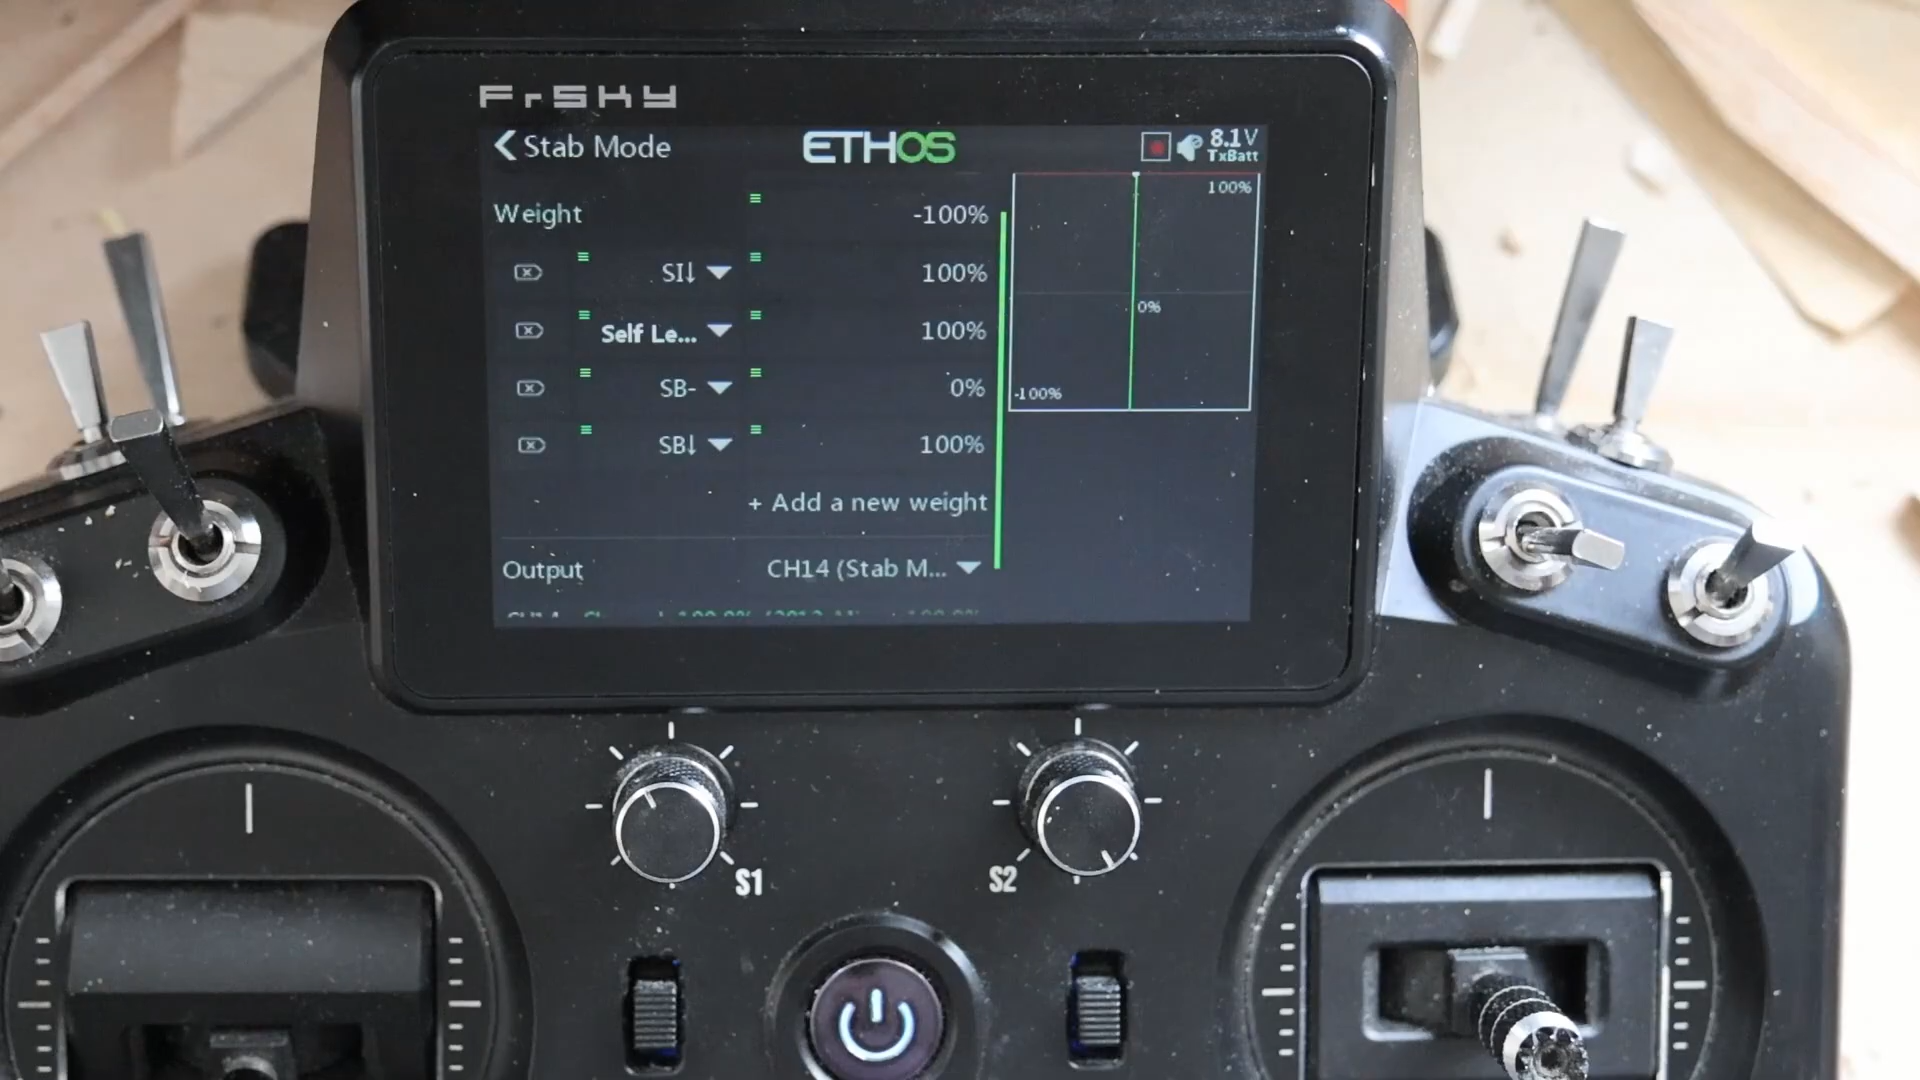 FrSKY
Stab Mode
ETHOS
8.1V
TxBatt
Weight
-100%
SI↓
100%
Self Le...
100%
SB-
0%
SB↓
100%
+ Add a new weight
Output
CH14 (Stab M...
100%
0%
-100%
S1
S2